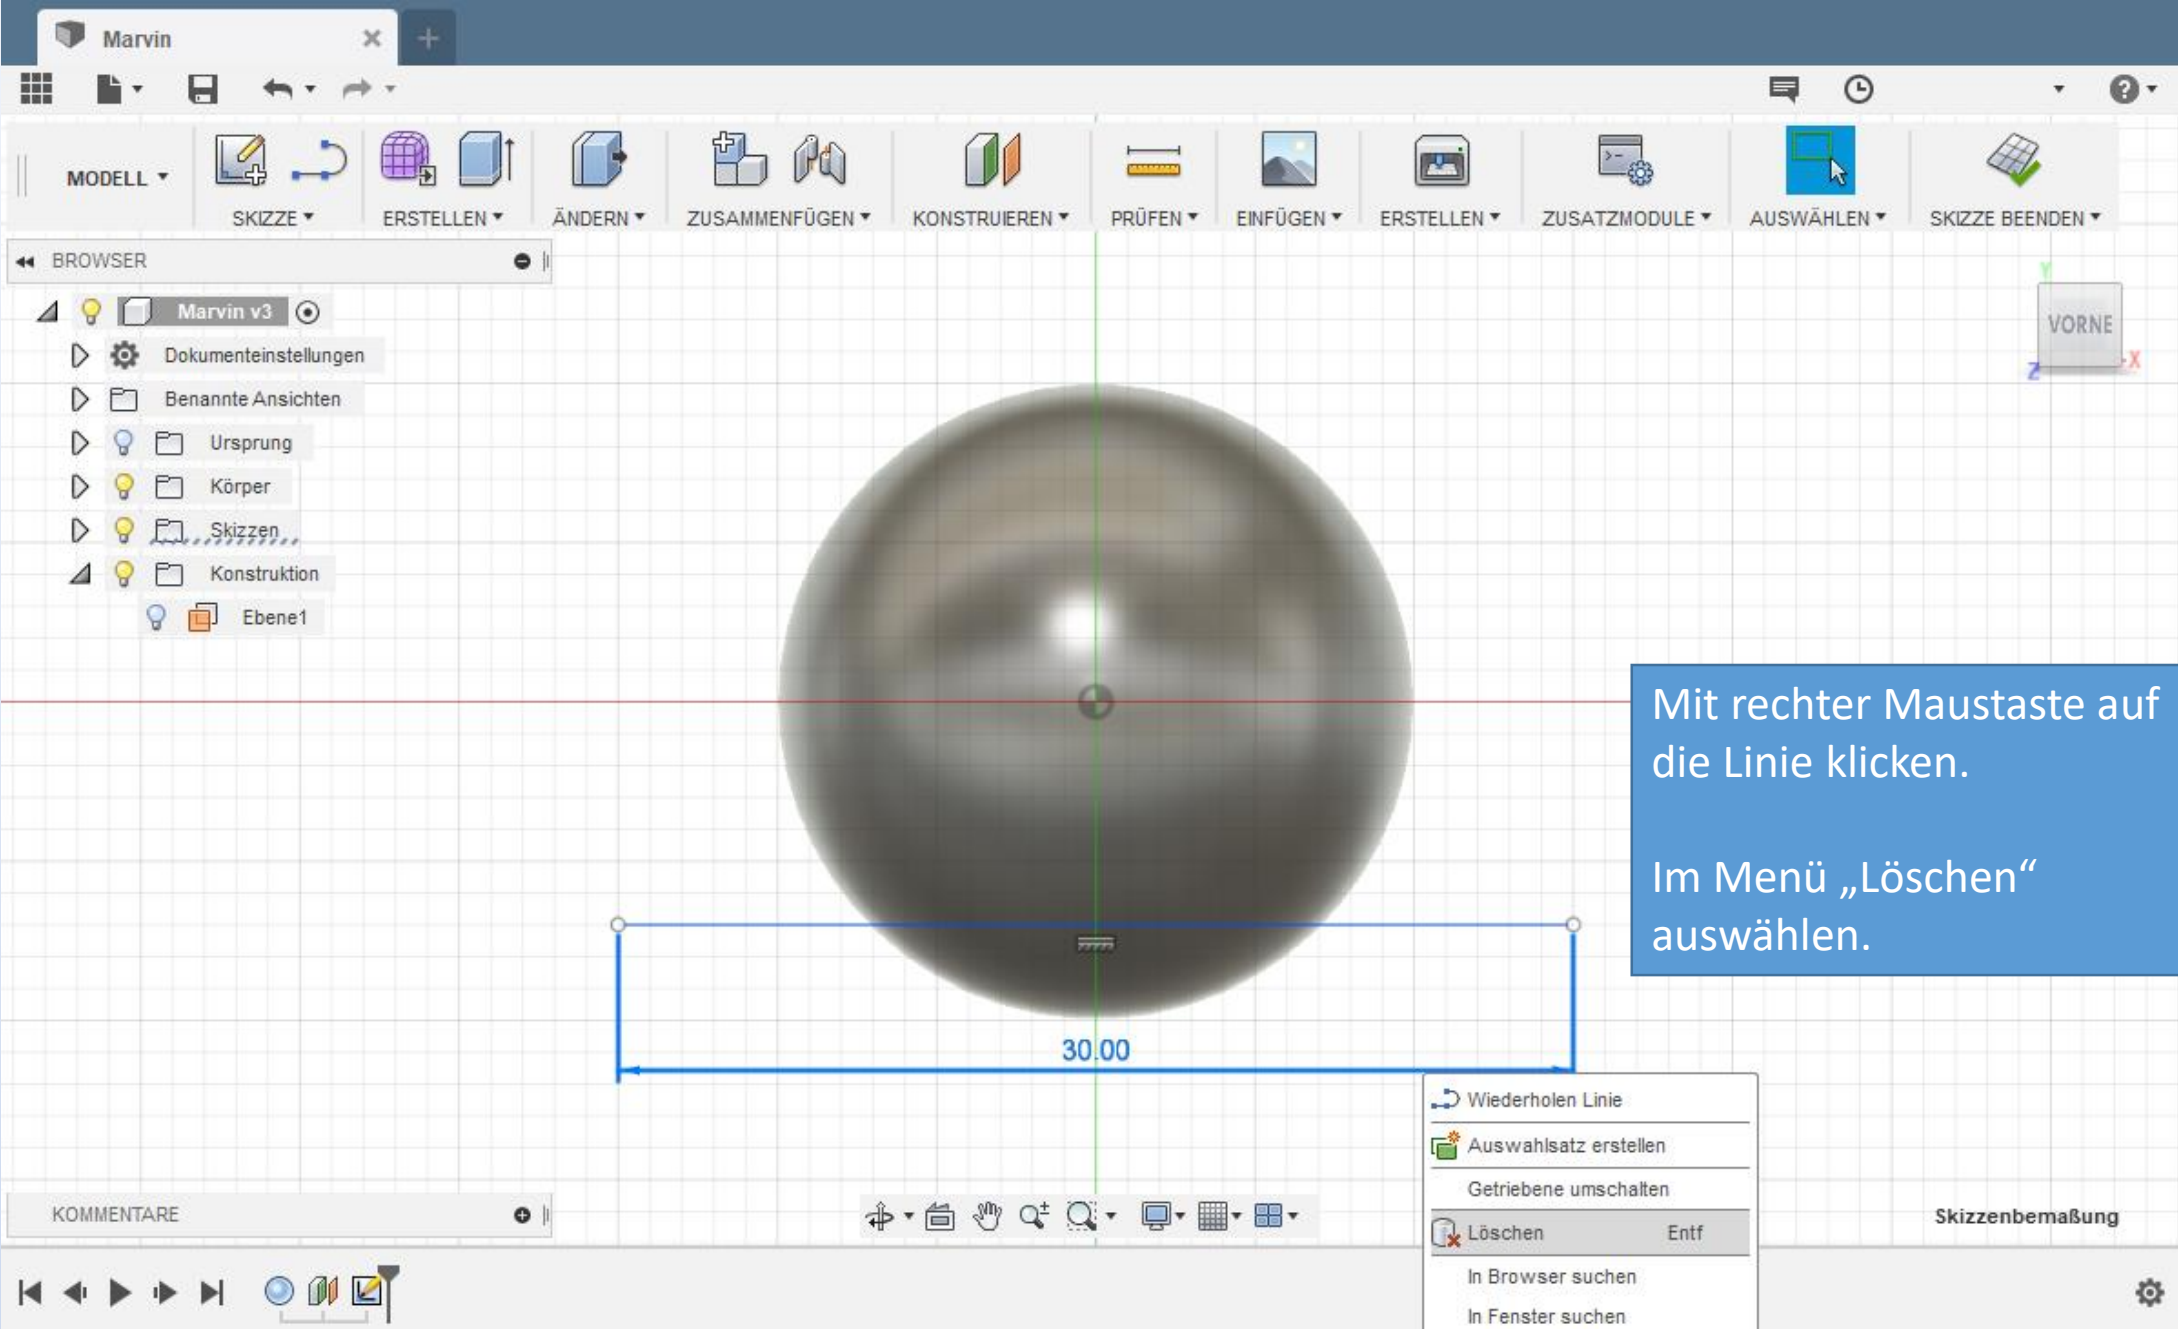 Marvin
MODELL
SKIZZE
ERSTELLEN
ÄNDERN
ZUSAMMENFÜGEN
KONSTRUIEREN
PRÜFEN
EINFÜGEN
ERSTELLEN
ZUSATZMODULE
AUSWÄHLEN
SKIZZE BEENDEN
BROWSER
Marvin v3
Dokumenteinstellungen
Benannte Ansichten
Ursprung
Körper
Skizzen
Konstruktion
Ebene1
Y
VORNE
Z
X
Mit rechter Maustaste auf
die Linie klicken.
Im Menü „Löschen“
auswählen.
30.00
Wiederholen Linie
Auswahlsatz erstellen
Getriebene umschalten
Löschen Entf
In Browser suchen
In Fenster suchen
KOMMENTARE
Skizzenbemaßung